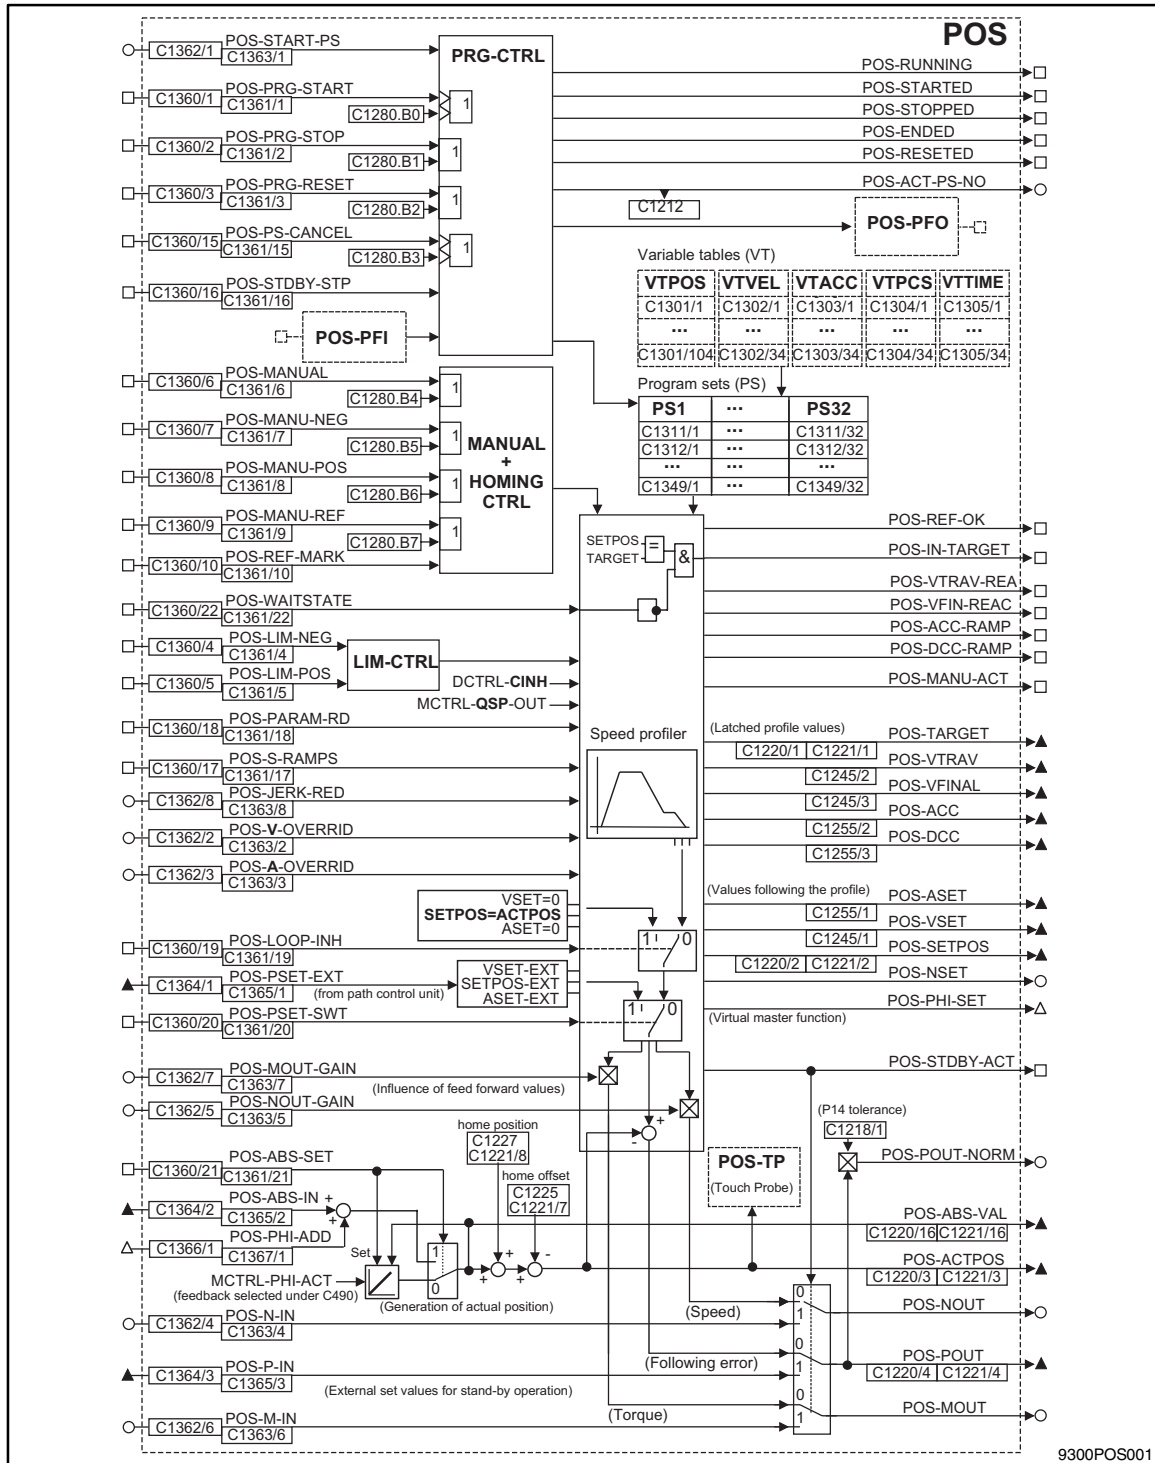 POS
C1362/1 POS-START-PS
C1363/1
PRG-CTRL
C1360/1 POS-PRG-START
C1361/1
C1280.B0
1
C1360/2 POS-PRG-STOP
C1361/2
C1280.B1
1
C1360/3 POS-PRG-RESET
C1361/3
C1280.B2
1
C1360/15 POS-PS-CANCEL
C1361/15
C1280.B3
1
C1360/16 POS-STDBY-STP
C1361/16
POS-PFI
POS-RUNNING
POS-STARTED
POS-STOPPED
POS-ENDED
POS-RESETED
POS-ACT-PS-NO
C1212
POS-PFO
Variable tables (VT)
VTPOS VTVEL VTACC VTPCS VTTIME
C1301/1 C1302/1 C1303/1 C1304/1 C1305/1
... ... ... ... ...
C1301/104 C1302/34 C1303/34 C1304/34 C1305/34
Program sets (PS)
PS1 ... PS32
C1311/1 ... C1311/32
C1312/1 ... C1312/32
... ... ...
C1349/1 ... C1349/32
C1360/6 POS-MANUAL
C1361/6
C1280.B4
1
C1360/7 POS-MANU-NEG
C1361/7
C1280.B5
1
C1360/8 POS-MANU-POS
C1361/8
C1280.B6
1
C1360/9 POS-MANU-REF
C1361/9
C1280.B7
1
C1360/10 POS-REF-MARK
C1361/10
MANUAL
+
HOMING
CTRL
C1360/22 POS-WAITSTATE
C1361/22
C1360/4 POS-LIM-NEG
C1361/4
C1360/5 POS-LIM-POS
C1361/5
LIM-CTRL
DCTRL-CINH
MCTRL-QSP-OUT
SETPOS
TARGET
=
&
POS-REF-OK
POS-IN-TARGET
POS-VTRAV-REA
POS-VFIN-REAC
POS-ACC-RAMP
POS-DCC-RAMP
POS-MANU-ACT
C1360/18 POS-PARAM-RD
C1361/18
C1360/17 POS-S-RAMPS
C1361/17
C1362/8 POS-JERK-RED
C1363/8
C1362/2 POS-V-OVERRID
C1363/2
C1362/3 POS-A-OVERRID
C1363/3
Speed profiler
(Latched profile values) POS-TARGET
C1220/1 C1221/1
POS-VTRAV
C1245/2
POS-VFINAL
C1245/3
POS-ACC
C1255/2
POS-DCC
C1255/3
VSET=0
SETPOS=ACTPOS
ASET=0
1 0
C1360/19 POS-LOOP-INH
C1361/19
C1364/1 POS-PSET-EXT
C1365/1 (from path control unit)
VSET-EXT
SETPOS-EXT
ASET-EXT
1 0
C1360/20 POS-PSET-SWT
C1361/20
(Values following the profile) POS-ASET
C1255/1
POS-VSET
C1245/1
POS-SETPOS
C1220/2 C1221/2
POS-NSET
POS-PHI-SET
(Virtual master function)
C1362/7 POS-MOUT-GAIN
C1363/7 (Influence of feed forward values)
C1362/5 POS-NOUT-GAIN
C1363/5
+
-
POS-STDBY-ACT
(P14 tolerance)
C1218/1
POS-POUT-NORM
home position
C1227
C1221/8
home offset
C1225
C1221/7
POS-TP
(Touch Probe)
C1360/21 POS-ABS-SET
C1361/21
C1364/2 POS-ABS-IN +
C1365/2
+
C1366/1 POS-PHI-ADD
C1367/1
Set
1
0
+ + + -
MCTRL-PHI-ACT
(feedback selected under C490)
(Generation of actual position)
POS-ABS-VAL
C1220/16 C1221/16
POS-ACTPOS
C1220/3 C1221/3
C1362/4 POS-N-IN
C1363/4
(Speed)
0
1
POS-NOUT
C1364/3 POS-P-IN
C1365/3
(External set values for stand-by operation)
(Following error)
0
1
POS-POUT
C1220/4 C1221/4
C1362/6 POS-M-IN
C1363/6
(Torque)
0
1
POS-MOUT
9300POS001